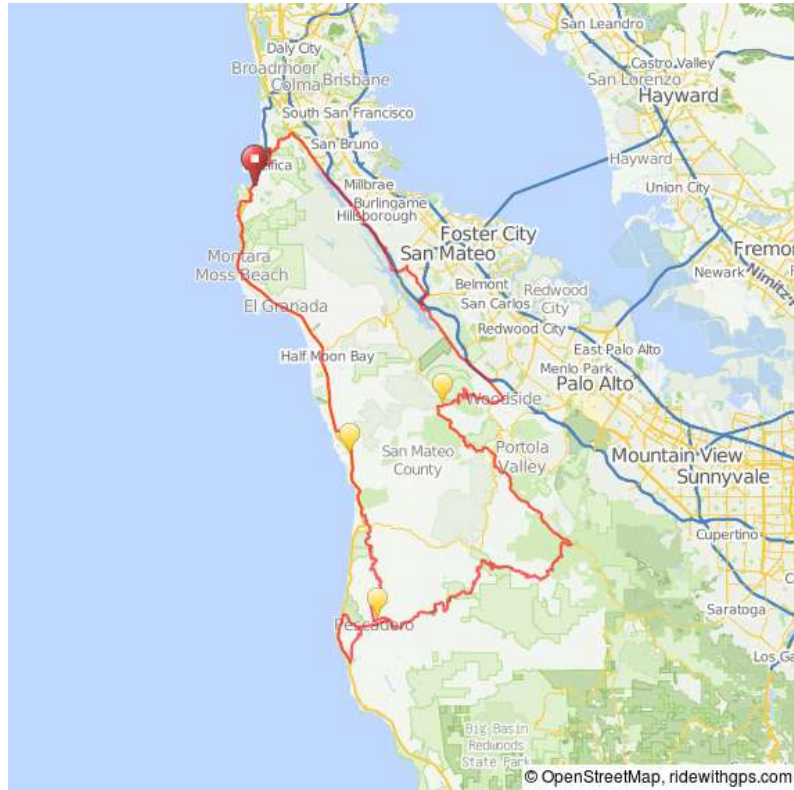 San Leandro
Daly City
Castro Valley
Broadmoor
Brisbane
San Lorenzo
Colma
Hayward
South San Francisco
San Bruno
Hayward
Millbrae
Union City
Burlingame
Hillsborough
Foster City
San Mateo
Montara
Moss Beach
Belmont
Redwood
City
Newark
Nimitz
San Carlos
El Granada
Redwood City
East Palo Alto
Half Moon Bay
Menlo Park
Palo Alto
Woodside
San Mateo
County
Portola
Valley
Mountain View
Sunnyvale
Cupertino
Saratoga
Pescadero
Los Ga
Big Basin
Redwoods
State Park
© OpenStreetMap, ridewithgps.com